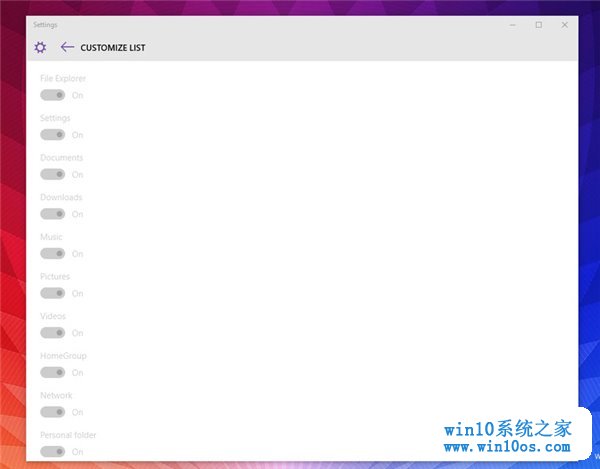 Settings
CUSTOMIZE LIST
File Explorer
On
Settings
On
Documents
On
Downloads
On
Music
On
Pictures
On
Videos
On
HomeGroup
On
Network
On
Personal folder
On
win10系统之家
www.win10os.com